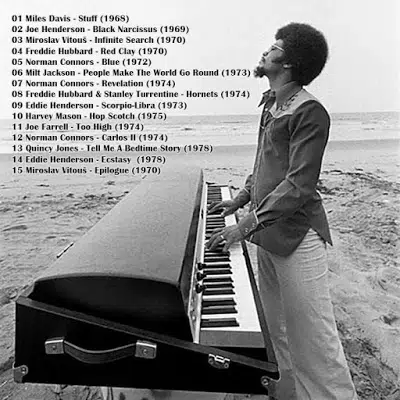 01 Miles Davis - Stuff (1968)
02 Joe Henderson - Black Narcissus (1969)
03 Miroslav Vitouš - Infinite Search (1970)
04 Freddie Hubbard - Red Clay (1970)
05 Norman Connors - Blue (1972)
06 Milt Jackson - People Make The World Go Round (1973)
07 Norman Connors - Revelation (1974)
08 Freddie Hubbard & Stanley Turrentine - Hornets (1974)
09 Eddie Henderson - Scorpio-Libra (1973)
10 Harvey Mason - Hop Scotch (1975)
11 Joe Farrell - Too High (1974)
12 Norman Connors - Carlos II (1974)
13 Quincy Jones - Tell Me A Bedtime Story (1978)
14 Eddie Henderson - Ecstasy (1978)
15 Miroslav Vitouš - Epilogue (1970)